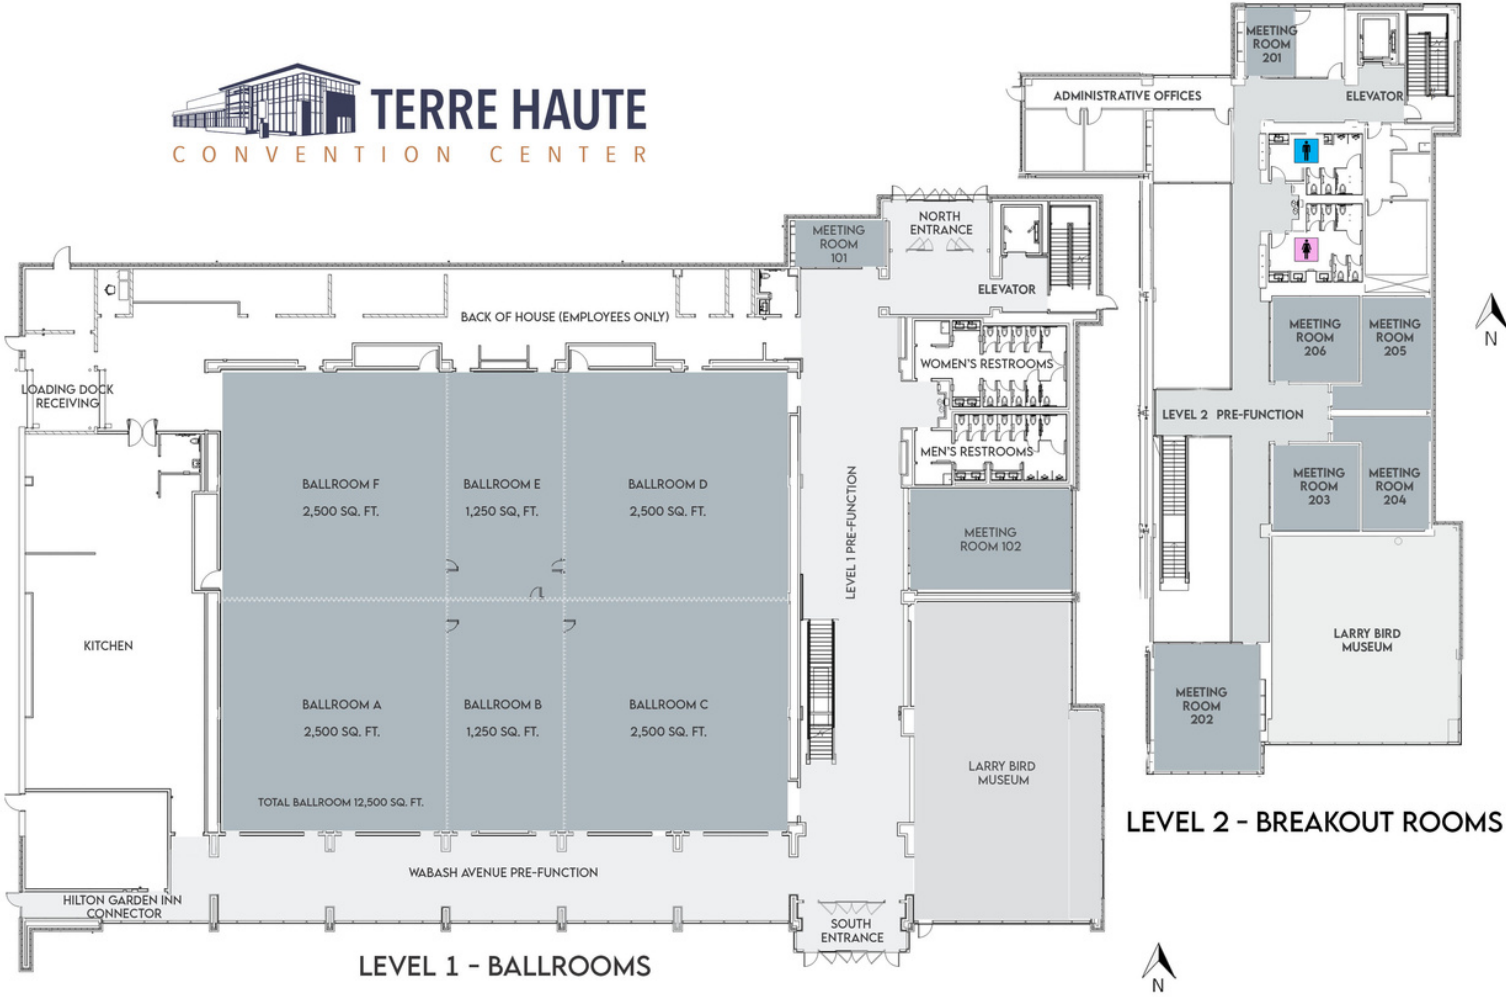 TERRE HAUTE
CONVENTION CENTER
MEETING
ROOM
201
ELEVATOR
ADMINISTRATIVE OFFICES
MEETING
ROOM
206
MEETING
ROOM
205
LEVEL 2 PRE-FUNCTION
MEETING
ROOM
203
MEETING
ROOM
204
LARRY BIRD
MUSEUM
MEETING
ROOM
202
N
LEVEL 2 - BREAKOUT ROOMS
MEETING
ROOM
101
NORTH
ENTRANCE
ELEVATOR
BACK OF HOUSE (EMPLOYEES ONLY)
WOMEN'S RESTROOMS
LOADING DOCK
RECEIVING
MEN'S RESTROOMS
BALLROOM F
2,500 SQ. FT.
BALLROOM E
1,250 SQ, FT.
BALLROOM D
2,500 SQ. FT.
LEVEL 1 PRE-FUNCTION
MEETING
ROOM 102
KITCHEN
BALLROOM A
2,500 SQ. FT.
BALLROOM B
1,250 SQ. FT.
BALLROOM C
2,500 SQ. FT.
TOTAL BALLROOM 12,500 SQ. FT.
LARRY BIRD
MUSEUM
WABASH AVENUE PRE-FUNCTION
HILTON GARDEN INN
CONNECTOR
SOUTH
ENTRANCE
LEVEL 1 - BALLROOMS
N